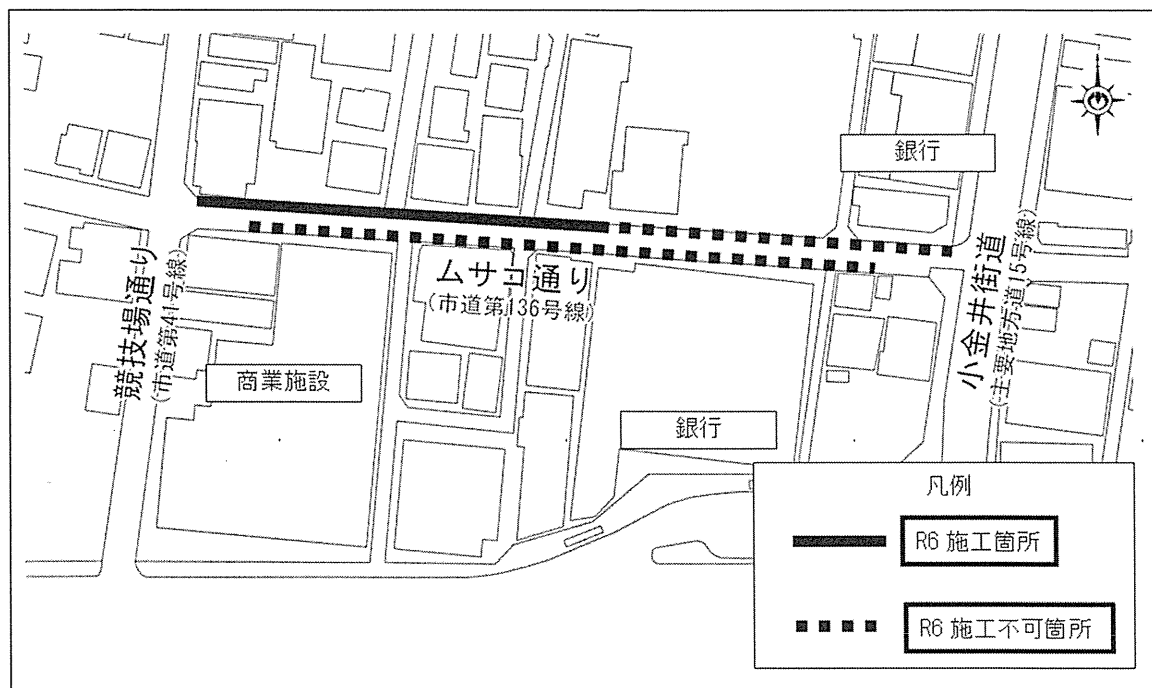 銀行
ムサコ通り
(市道第136号線)
競技場通り
(市道第41号線)
小金井街道
(主要地方道15号線)
商業施設
銀行
凡例
R6 施工箇所
R6 施工不可箇所